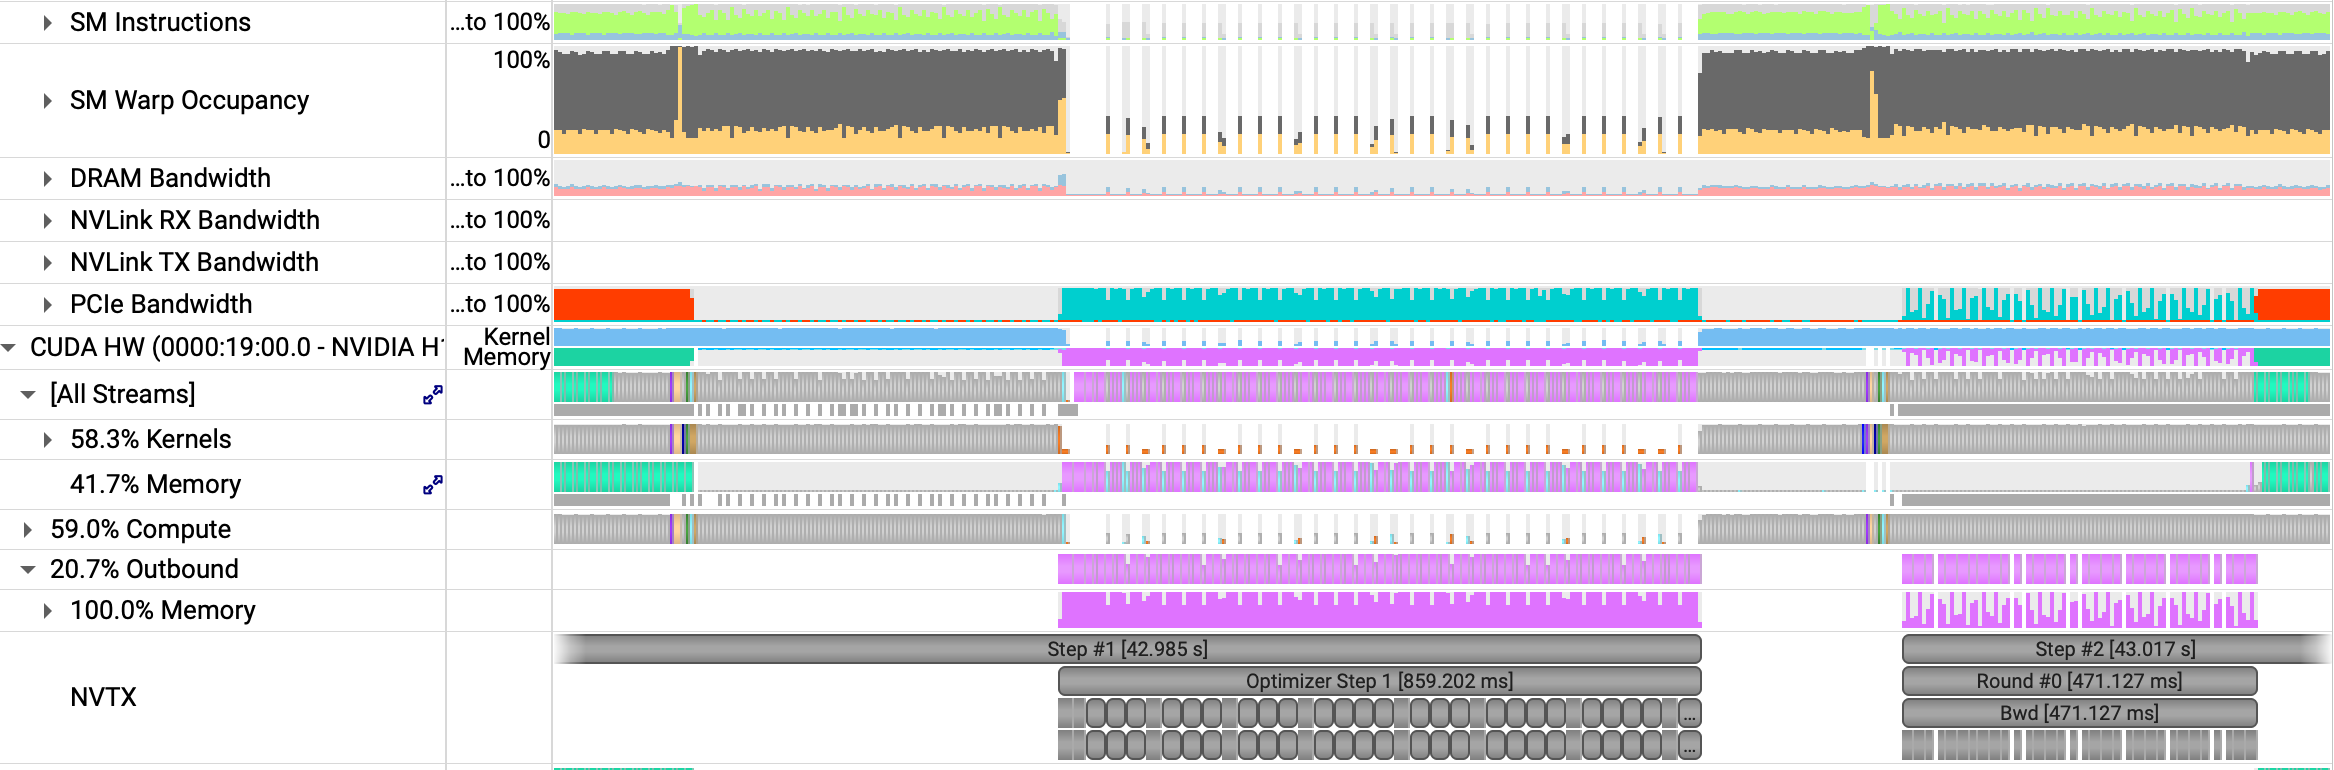 SM Instructions ...to 100%
SM Warp Occupancy 100% 0
DRAM Bandwidth ...to 100%
NVLink RX Bandwidth ...to 100%
NVLink TX Bandwidth ...to 100%
PCIe Bandwidth ...to 100%
CUDA HW (0000:19:00.0 - NVIDIA H1 Kernel Memory
[All Streams]
58.3% Kernels
41.7% Memory
59.0% Compute
20.7% Outbound
100.0% Memory
NVTX
Step #1 [42.985 s] Step #2 [43.017 s]
Optimizer Step 1 [859.202 ms] Round #0 [471.127 ms]
... Bwd [471.127 ms]
...